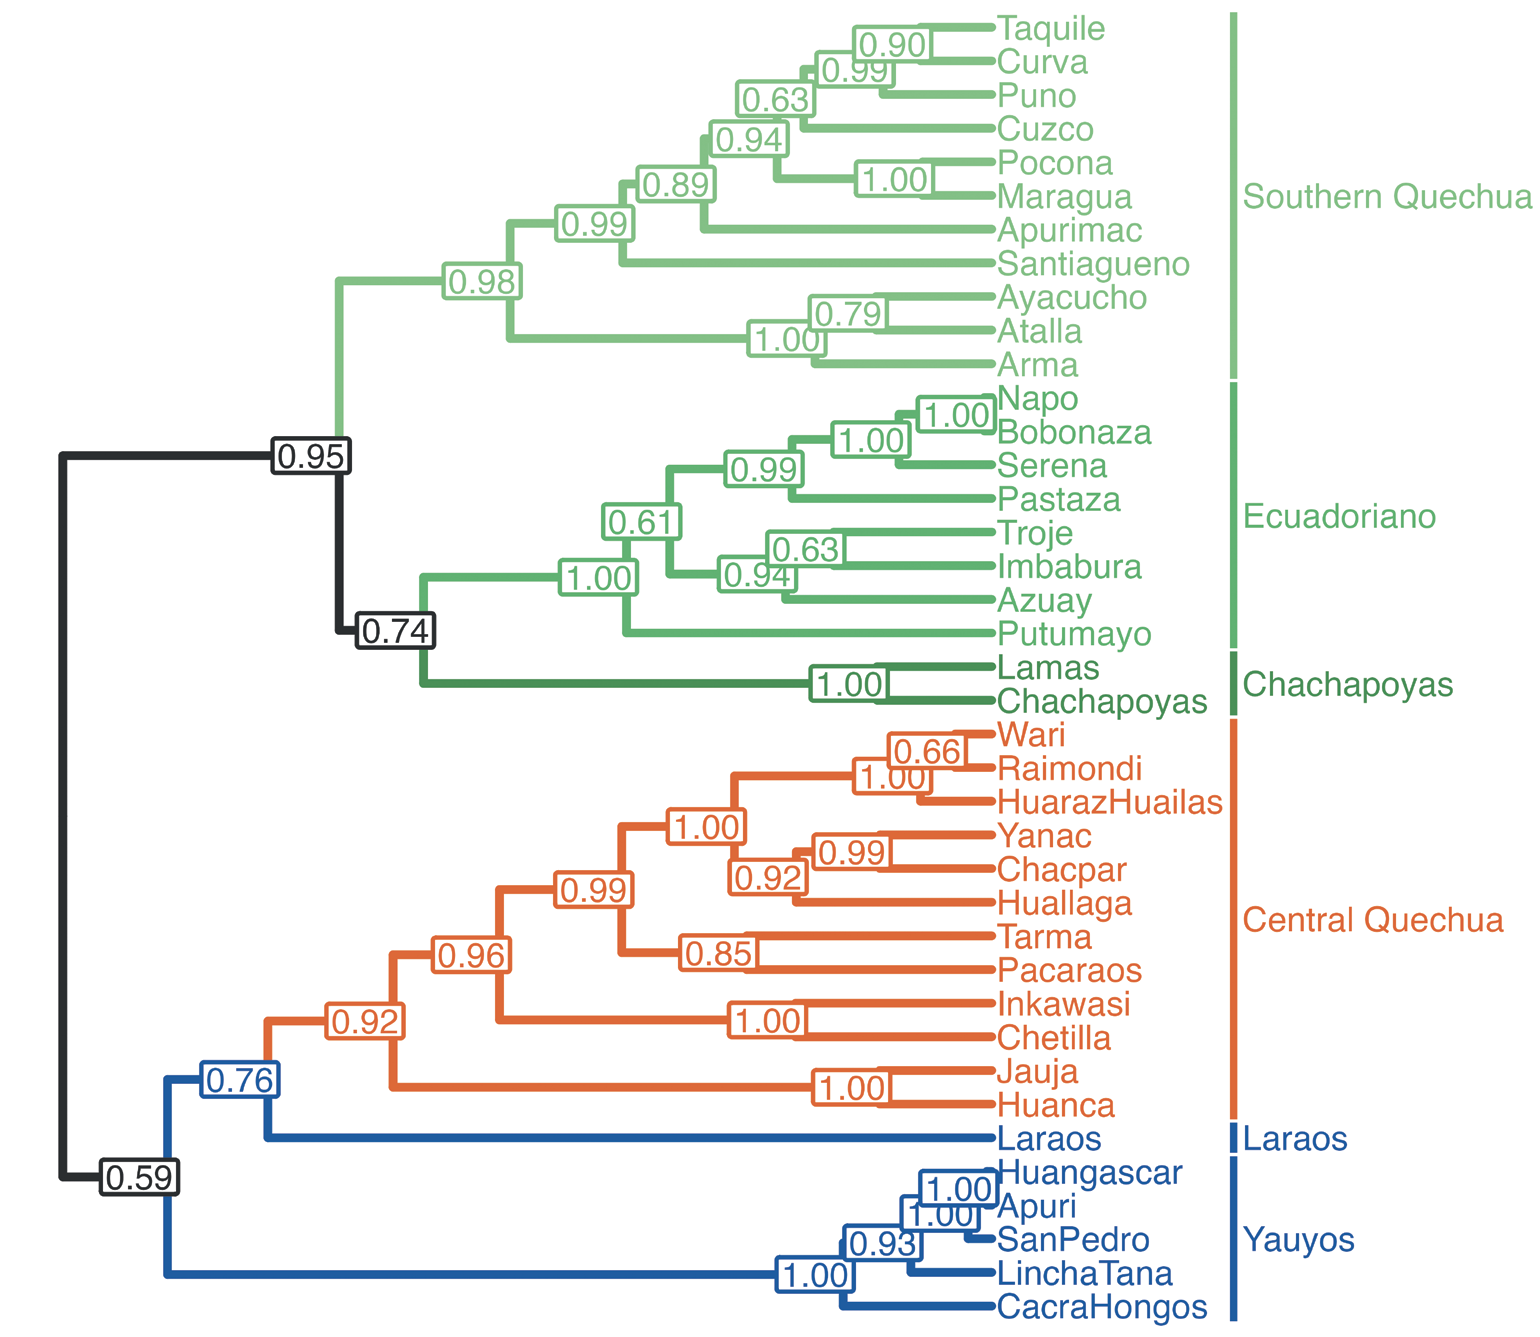 Taquile
0.90
Curva
0.99
Puno
0.63
Cuzco
0.94
Pocona
1.00
0.89
Maragua
Southern Quechua
0.99
Apurimac
Santiagueno
0.98
Ayacucho
0.79
Atalla
1.00
Arma
Napo
1.00
Bobonaza
1.00
0.95
Serena
0.99
Pastaza
0.61
Ecuadoriano
Troje
0.63
Imbabura
0.94
1.00
Azuay
Putumayo
0.74
Lamas
1.00
Chachapoyas
Chachapoyas
Wari
0.66
Raimondi
1.00
HuarazHuailas
1.00
Yanac
0.99
Chacpar
0.92
0.99
Huallaga
Central Quechua
Tarma
0.85
0.96
Pacaraos
Inkawasi
1.00
0.92
Chetilla
Jauja
0.76
1.00
Huanca
Laraos
Laraos
Huangascar
0.59
1.00
Apuri
1.00
SanPedro
Yauyos
0.93
LinchaTana
1.00
CacraHongos